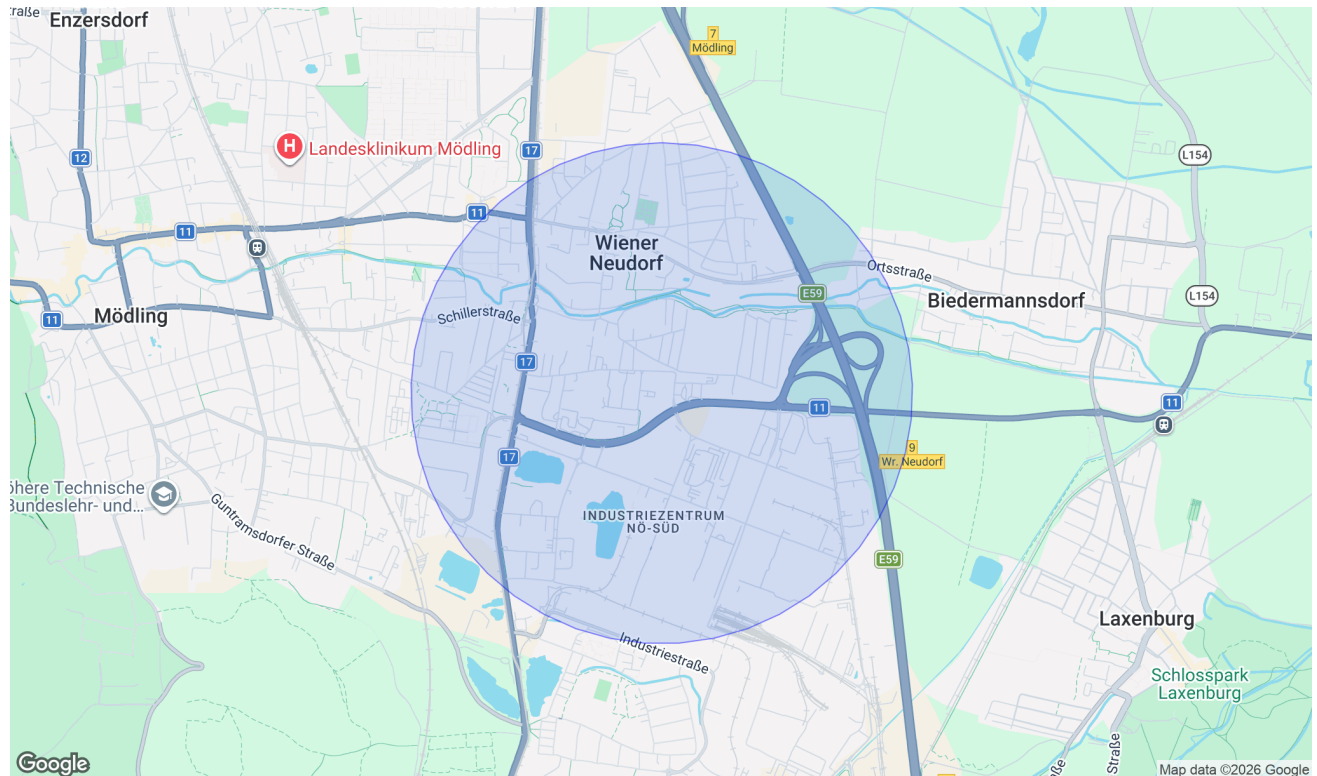 raße
Enzersdorf
7
Mödling
17
H
Landesklinikum Mödling
12
L154
11
11
Wiener
Neudorf
Ortsstraße
E59
Biedermannsdorf
L154
Schillerstraße
11
Mödling
17
11
11
17
9
Wr. Neudorf
öhere Technische
Bundeslehr- und...
Guntramsdorfer Straße
INDUSTRIEZENTRUM
NÖ-SÜD
E59
Laxenburg
Industriestraße
Schlosspark
Laxenburg
Straße
ße
Google
Map data ©2026 Google